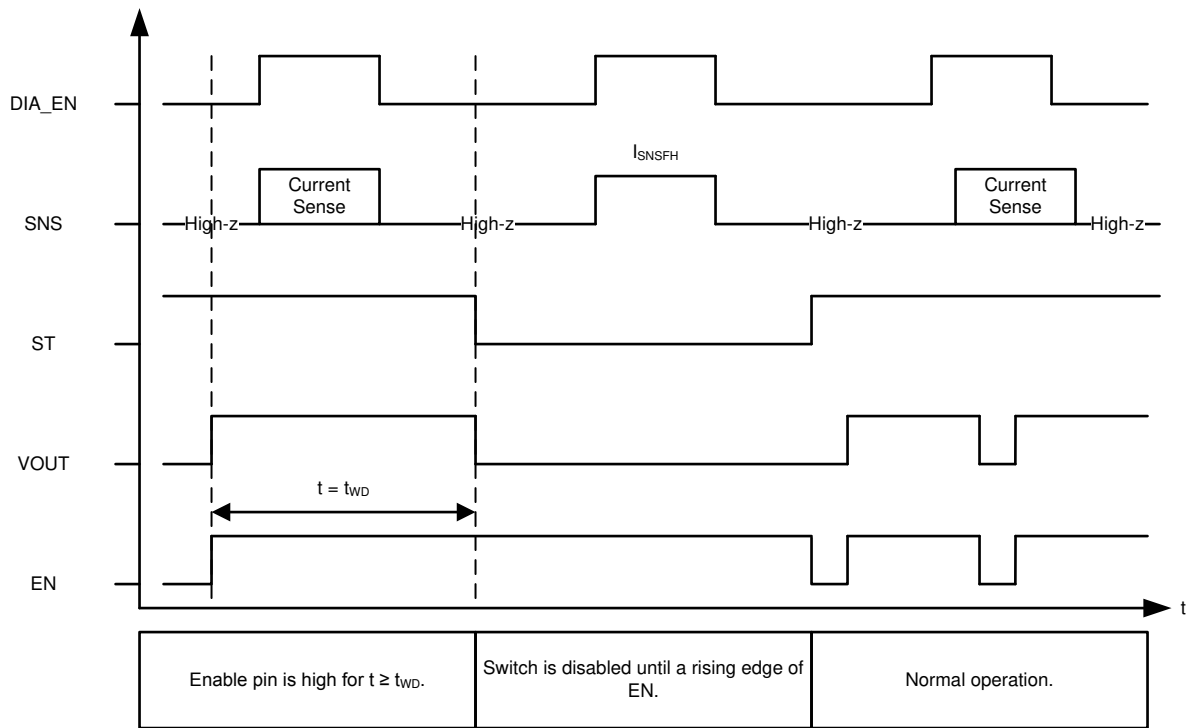 DIA_EN
SNS
High-z
Current
Sense
High-z
I_SNSFH
High-z
Current
Sense
High-z
ST
VOUT
t = t_WD
EN
t
Enable pin is high for t ≥ t_WD.
Switch is disabled until a rising edge of
EN.
Normal operation.